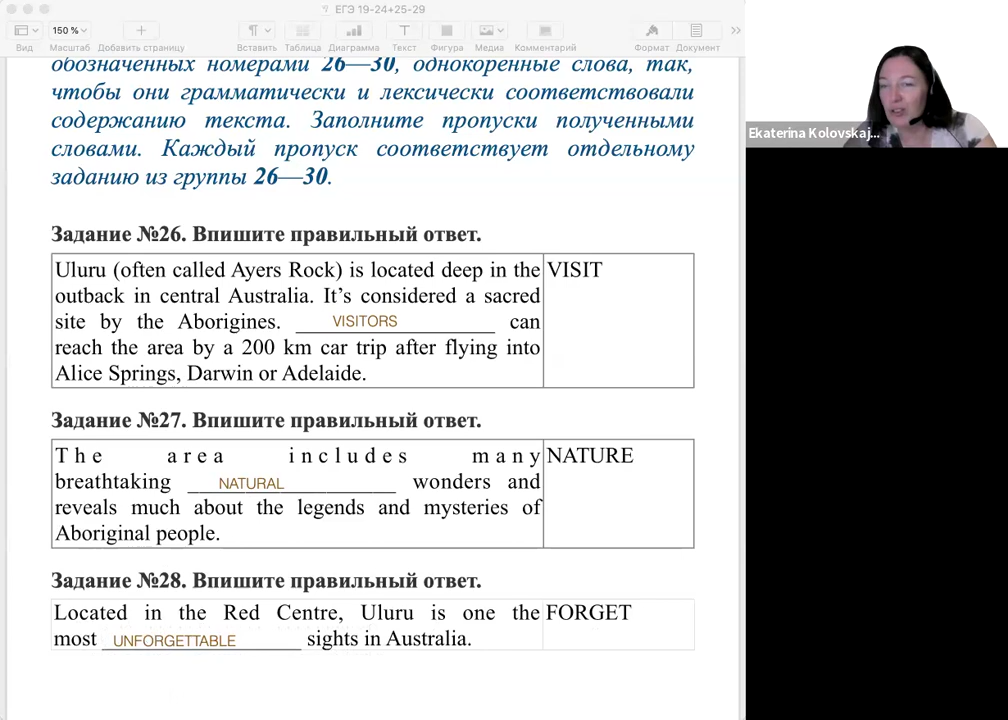 ЕГЭ 19-24+25-29
150 %
Вид
Масштаб
Добавить страницу
Вставить
Таблица
Диаграмма
Текст
Фигура
Медиа
Комментарий
Формат
Документ
обозначенных номерами 26—30, однокоренные слова, так,
чтобы они грамматически и лексически соответствовали
содержанию текста. Заполните пропуски полученными
словами. Каждый пропуск соответствует отдельному
заданию из группы 26—30.
Задание №26. Впишите правильный ответ.
Uluru (often called Ayers Rock) is located deep in the VISIT
outback in central Australia. It’s considered a sacred
site by the Aborigines. VISITORS can
reach the area by a 200 km car trip after flying into
Alice Springs, Darwin or Adelaide.
Задание №27. Впишите правильный ответ.
The area includes many NATURE
breathtaking NATURAL wonders and
reveals much about the legends and mysteries of
Aboriginal people.
Задание №28. Впишите правильный ответ.
Located in the Red Centre, Uluru is one the FORGET
most UNFORGETTABLE sights in Australia.
Ekaterina Kolovskaj...